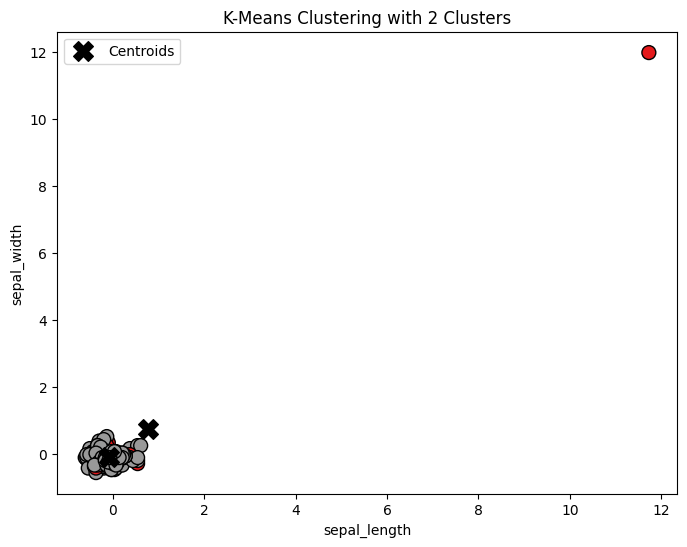 K-Means Clustering with 2 Clusters
Centroids
12
10
8
6
4
2
0
sepal_width
0 2 4 6 8 10 12
sepal_length